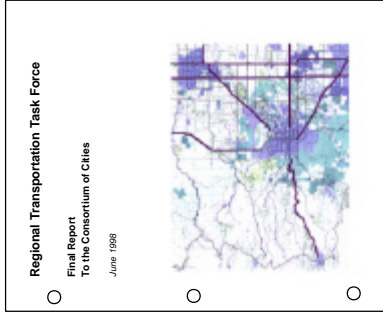 Regional Transportation Task Force
Final Report
To the Consortium of Cities
June 1998